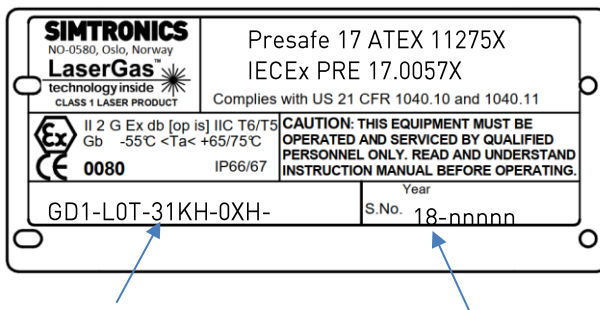 SIMTRONICS
NO-0580, Oslo, Norway
LaserGas™
technology inside
CLASS 1 LASER PRODUCT
Presafe 17 ATEX 11275X
IECEx PRE 17.0057X
Complies with US 21 CFR 1040.10 and 1040.11
Ex
II 2 G Ex db [op is] IIC T6/T5
Gb -55℃ <Ta< +65/75℃
CE 0080 IP66/67
CAUTION: THIS EQUIPMENT MUST BE
OPERATED AND SERVICED BY QUALIFIED
PERSONNEL ONLY. READ AND UNDERSTAND
INSTRUCTION MANUAL BEFORE OPERATING.
GD1-L0T-31KH-0XH-
Year
S.No. 18-nnnnn